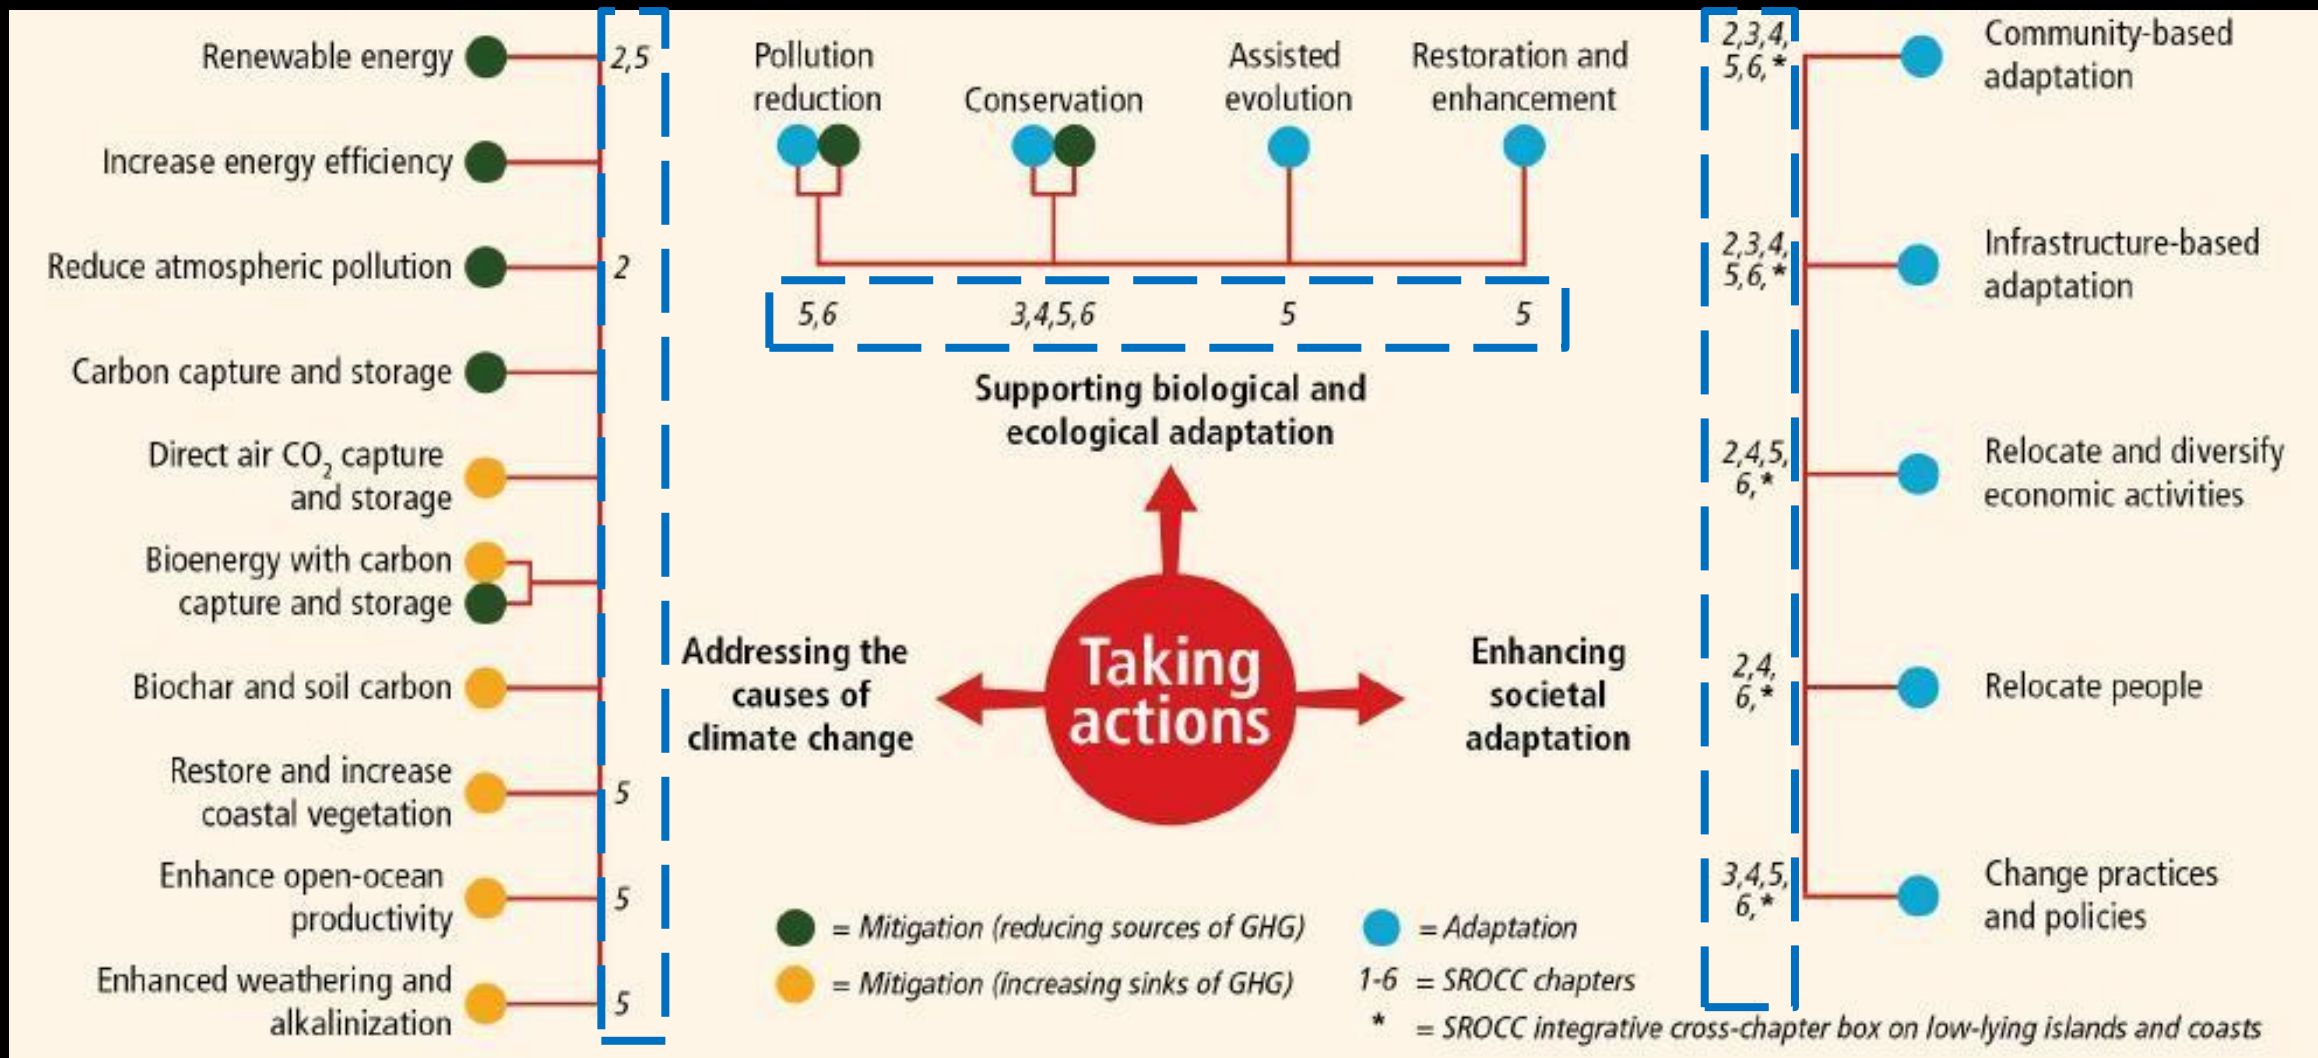 Renewable energy
2,5
Increase energy efficiency
Reduce atmospheric pollution
2
Carbon capture and storage
Direct air CO₂ capture
and storage
Bioenergy with carbon
capture and storage
Biochar and soil carbon
Restore and increase
coastal vegetation
5
Enhance open-ocean
productivity
5
Enhanced weathering and
alkalinization
5
Pollution
reduction
Conservation
Assisted
evolution
Restoration and
enhancement
5,6
3,4,5,6
5
5
Supporting biological and
ecological adaptation
Addressing the
causes of
climate change
Taking
actions
Enhancing
societal
adaptation
2,3,4,
5,6,*
Community-based
adaptation
2,3,4,
5,6,*
Infrastructure-based
adaptation
2,4,5,
6,*
Relocate and diversify
economic activities
2,4,
6,*
Relocate people
3,4,5,
6,*
Change practices
and policies
= Mitigation (reducing sources of GHG)
= Mitigation (increasing sinks of GHG)
= Adaptation
1-6 = SROCC chapters
* = SROCC integrative cross-chapter box on low-lying islands and coasts